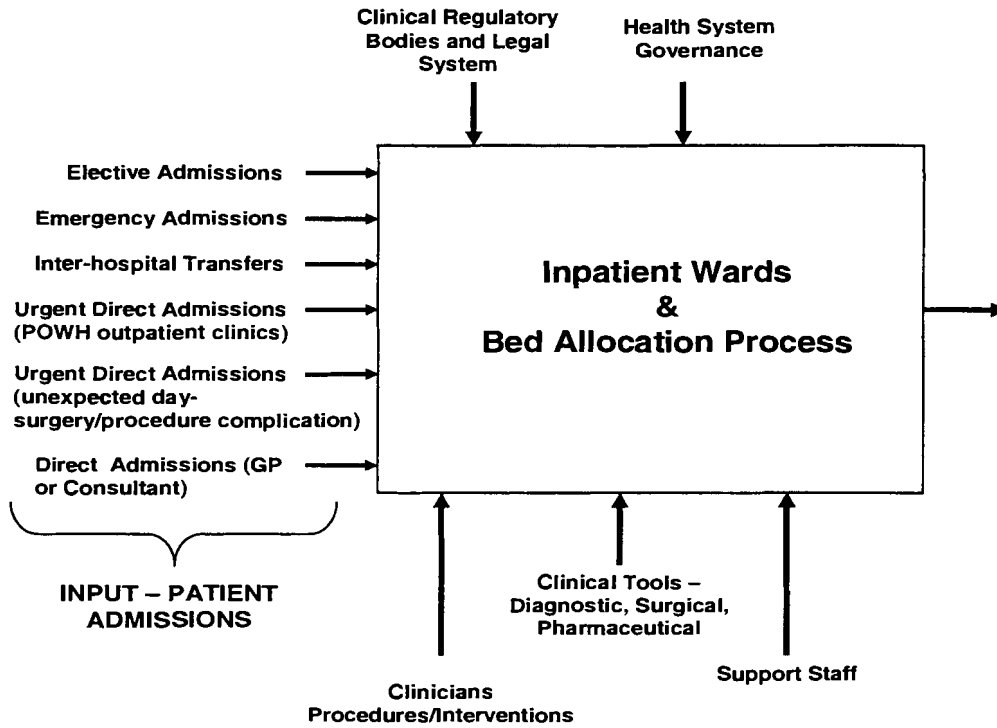 Clinical Regulatory
Bodies and Legal
System
Health System
Governance
Elective Admissions
Emergency Admissions
Inter-hospital Transfers
Urgent Direct Admissions
(POWH outpatient clinics)
Urgent Direct Admissions
(unexpected day-
surgery/procedure complication)
Direct Admissions (GP
or Consultant)
INPUT – PATIENT
ADMISSIONS
Inpatient Wards
&
Bed Allocation Process
Clinicians
Procedures/Interventions
Clinical Tools –
Diagnostic, Surgical,
Pharmaceutical
Support Staff